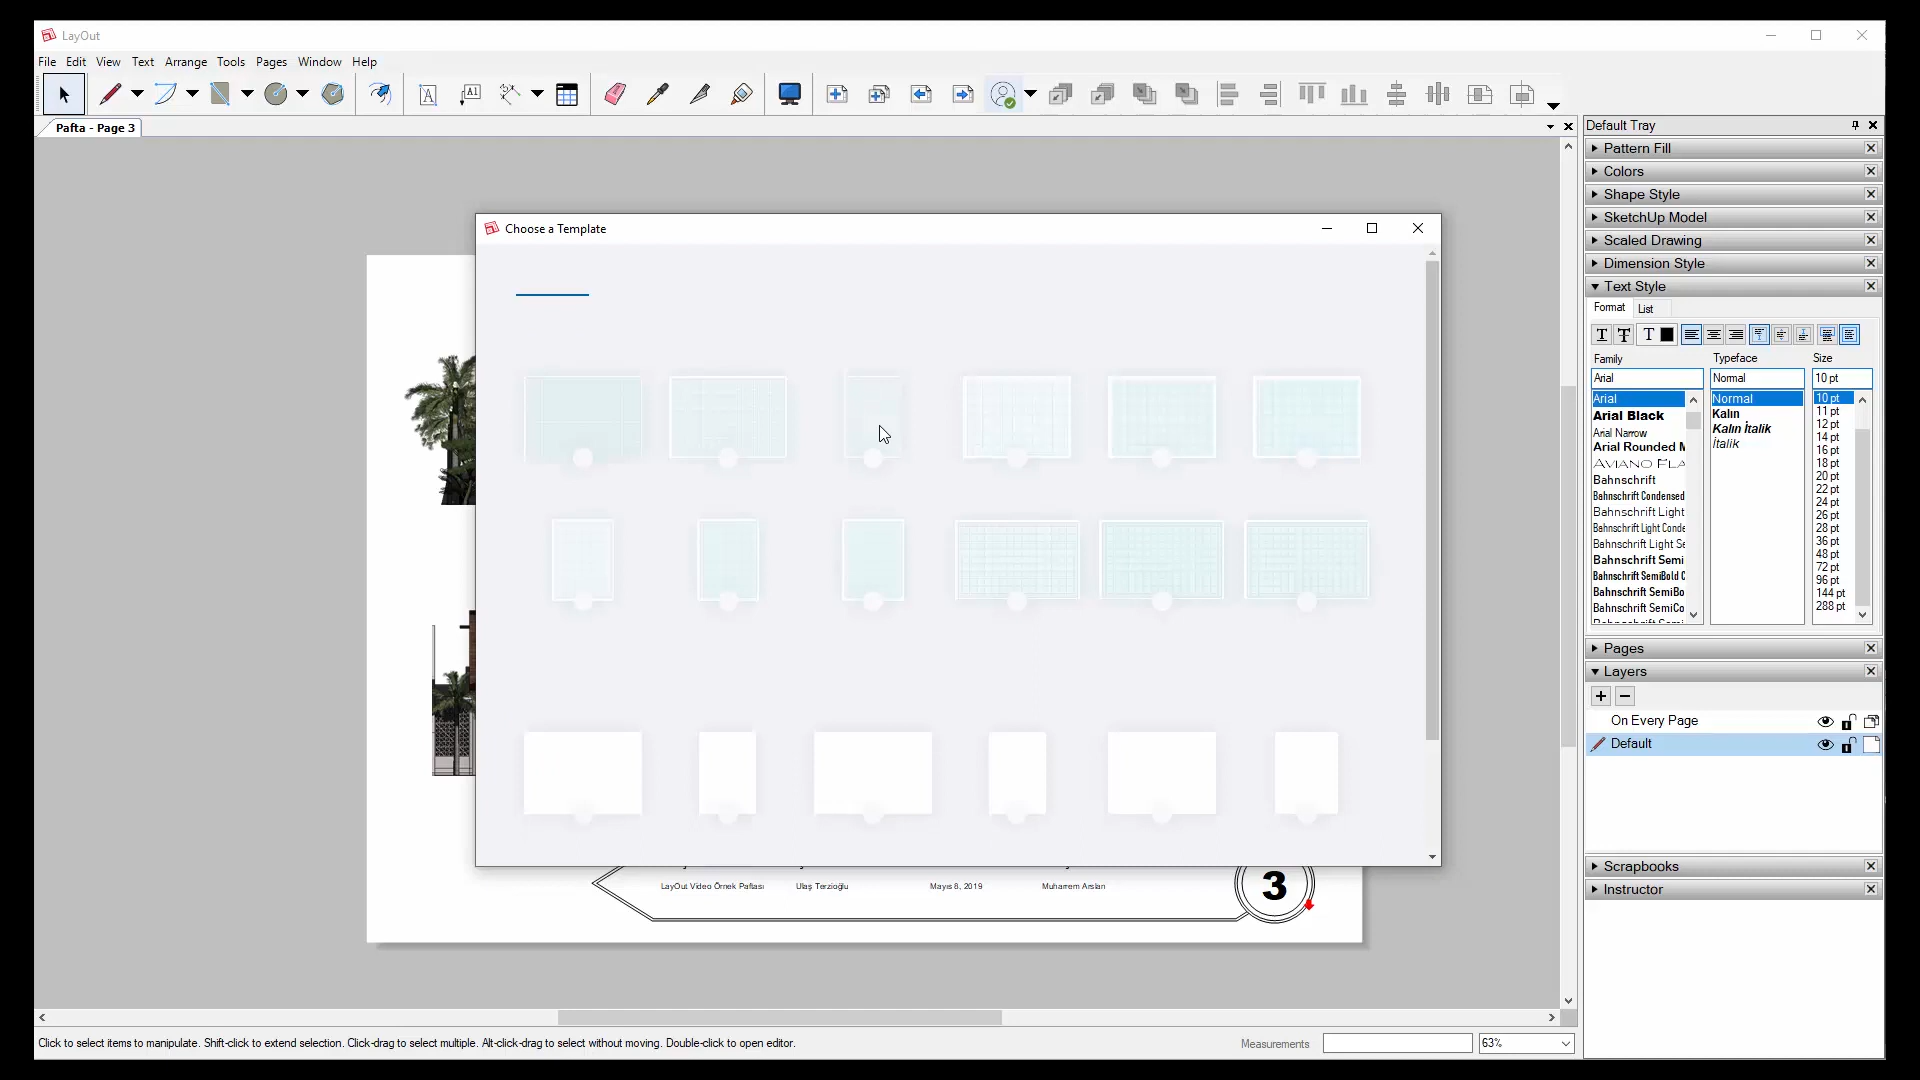 LayOut
File Edit View Text Arrange Tools Pages Window Help
Pafta - Page 3
Default Tray
Pattern Fill
Colors
Shape Style
SketchUp Model
Scaled Drawing
Dimension Style
Text Style
Format List
Family Typeface Size
Arial Normal 10 pt
Arial
Arial Black
Arial Narrow
Arial Rounded M
AVIANO FLA
Bahnschrift
Bahnschrift Condensed
Bahnschrift Light
Bahnschrift Light Conde
Bahnschrift Light Se
Bahnschrift Semi
Bahnschrift SemiBold C
Bahnschrift SemiBo
Bahnschrift SemiCo
Normal
Kalın
Kalın İtalik
İtalik
10 pt
11 pt
12 pt
14 pt
16 pt
18 pt
20 pt
22 pt
24 pt
26 pt
28 pt
36 pt
48 pt
72 pt
96 pt
144 pt
288 pt
Pages
Layers
On Every Page
Default
Scrapbooks
Instructor
Choose a Template
LayOut Video Örnek Paftası Ulaş Terzioğlu Mayıs 8, 2019 Muharrem Arslan
3
Click to select items to manipulate. Shift-click to extend selection. Click-drag to select multiple. Alt-click-drag to select without moving. Double-click to open editor.
Measurements 63%